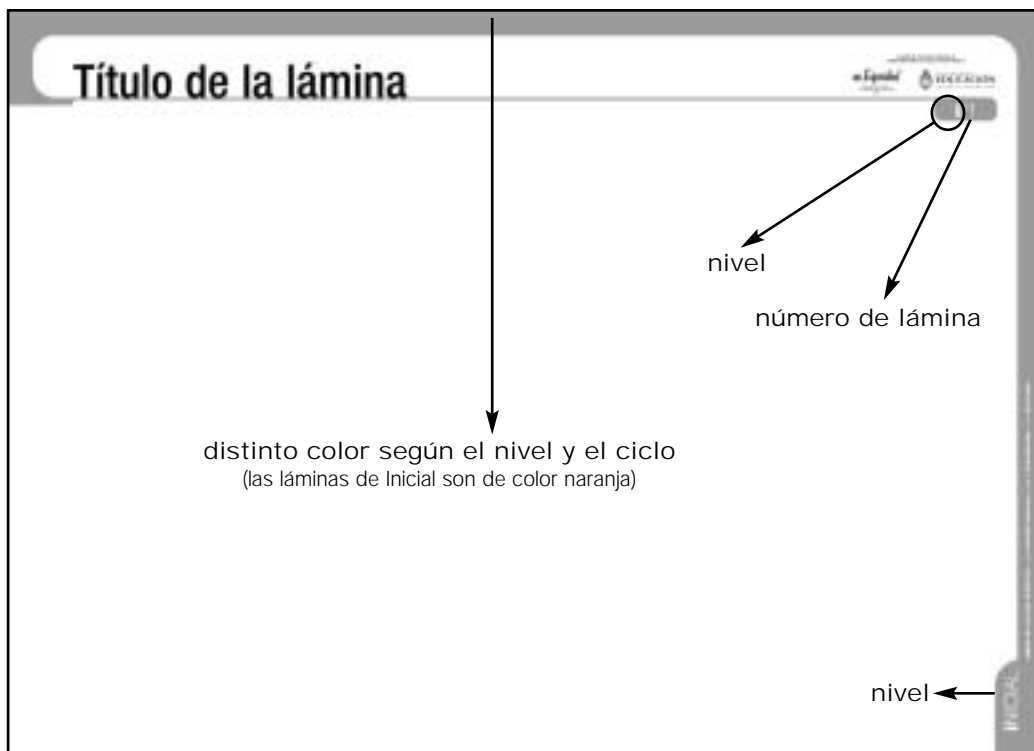 Título de la lámina
nivel
número de lámina
distinto color según el nivel y el ciclo
(las láminas de Inicial son de color naranja)
nivel
INICIAL